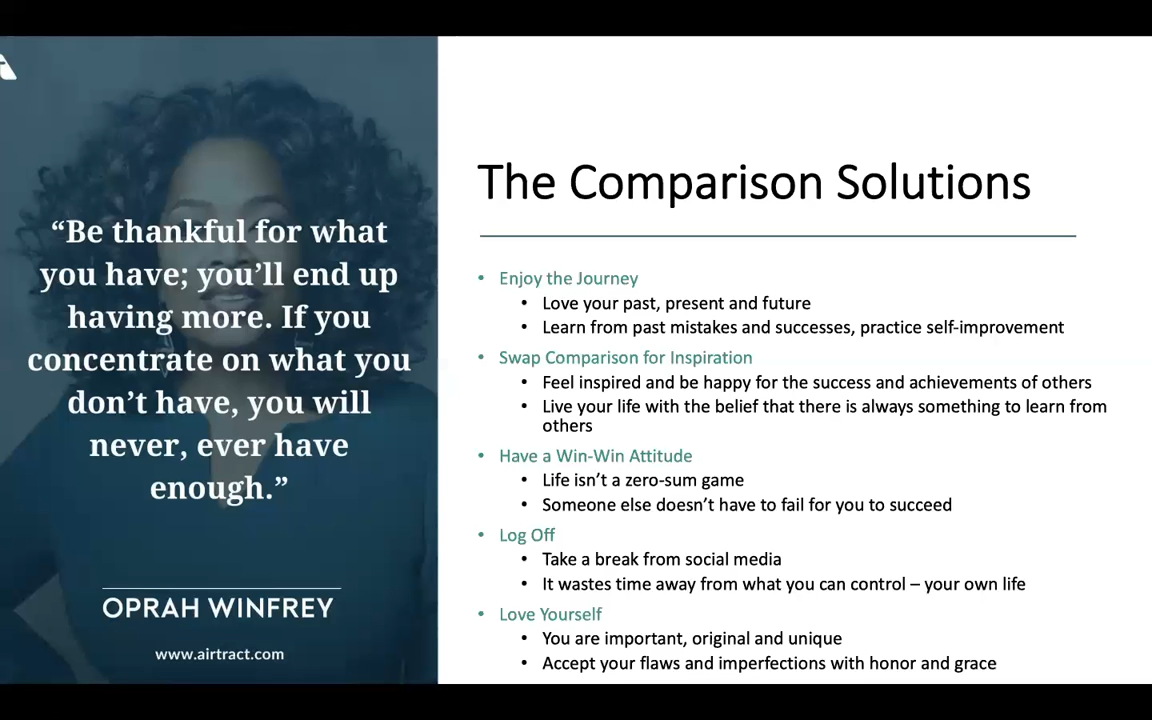 “Be thankful for what
you have; you’ll end up
having more. If you
concentrate on what you
don’t have, you will
never, ever have
enough.”
OPRAH WINFREY
www.airtract.com
The Comparison Solutions
• Enjoy the Journey
• Love your past, present and future
• Learn from past mistakes and successes, practice self-improvement
• Swap Comparison for Inspiration
• Feel inspired and be happy for the success and achievements of others
• Live your life with the belief that there is always something to learn from
others
• Have a Win-Win Attitude
• Life isn’t a zero-sum game
• Someone else doesn’t have to fail for you to succeed
• Log Off
• Take a break from social media
• It wastes time away from what you can control – your own life
• Love Yourself
• You are important, original and unique
• Accept your flaws and imperfections with honor and grace